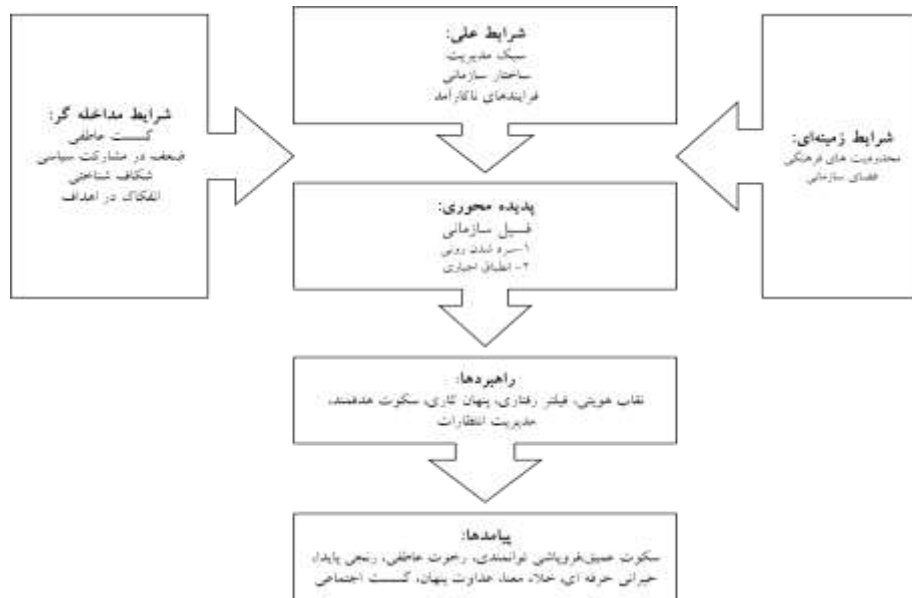 شرایط علی:
سبک مدیریت
ساختار سازمانی
فرایندهای ناکارآمد
شرایط مداخله گر:
گسست عاطفی
ضعف در مشارکت سیاسی
شکاف شناختی
انفکاک در اهداف
شرایط زمینه‌ای:
محدودیت های فرهنگی
فضای سازمانی
پدیده محوری:
سازمانی
۱-سرد شدن
۲- انطباق اجباری
راهبردها:
نقاب هویتی، فیلتر رفتاری، پنهان کاری، سکوت هدفمند،
مدیریت انتظارات
پیامدها:
سکوت عمیق،فروپاشی توانمندی، رخوت عاطفی، رنجی پایدار،
حیرانی حرفه ای، خلاء معنا، عداوت پنهان، گسست اجتماعی